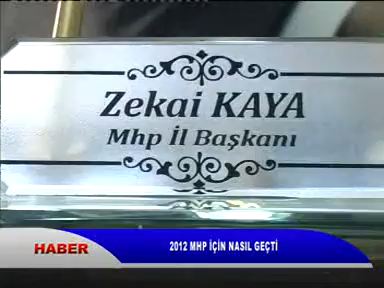 Zekai KAYA
Mhp İl Başkanı
HABER
2012 MHP İÇİN NASIL GEÇTİ